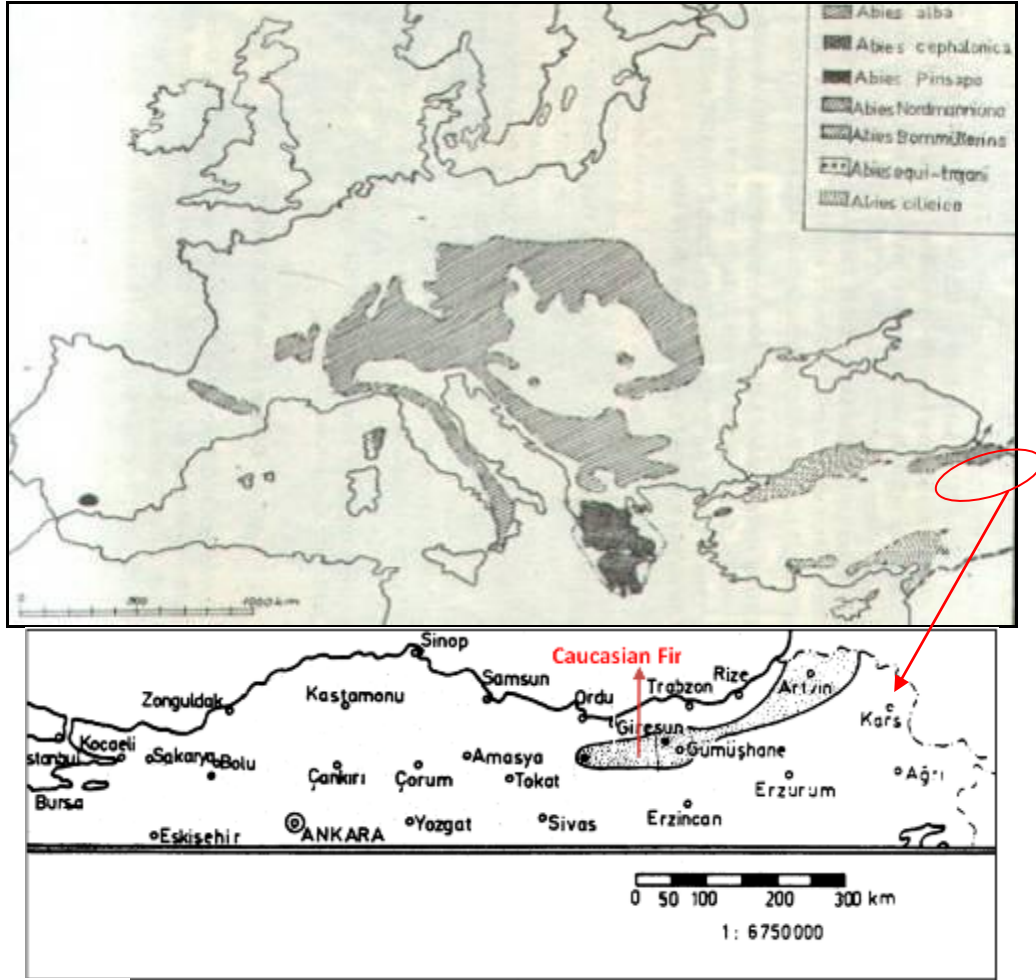 Abies alba
Abies cephalonica
Abies Pinsapo
Abies Nordmanniana
Abies Bornmüllerina
Abies equi-trojani
Abies cilicica
1000 km
Caucasian Fir
Sinop
Zonguldak
Kastamonu
Samsun
Ordu
Trabzon
Rize
Artvin
Kars
Giresun
Gümüşhane
İstanbul
Kocaeli
Sakarya
Bolu
Çankırı
Çorum
Amasya
Tokat
Erzurum
Ağrı
Bursa
Eskişehir
ANKARA
Yozgat
Sivas
Erzincan
0 50 100 200 300 km
1: 6750000